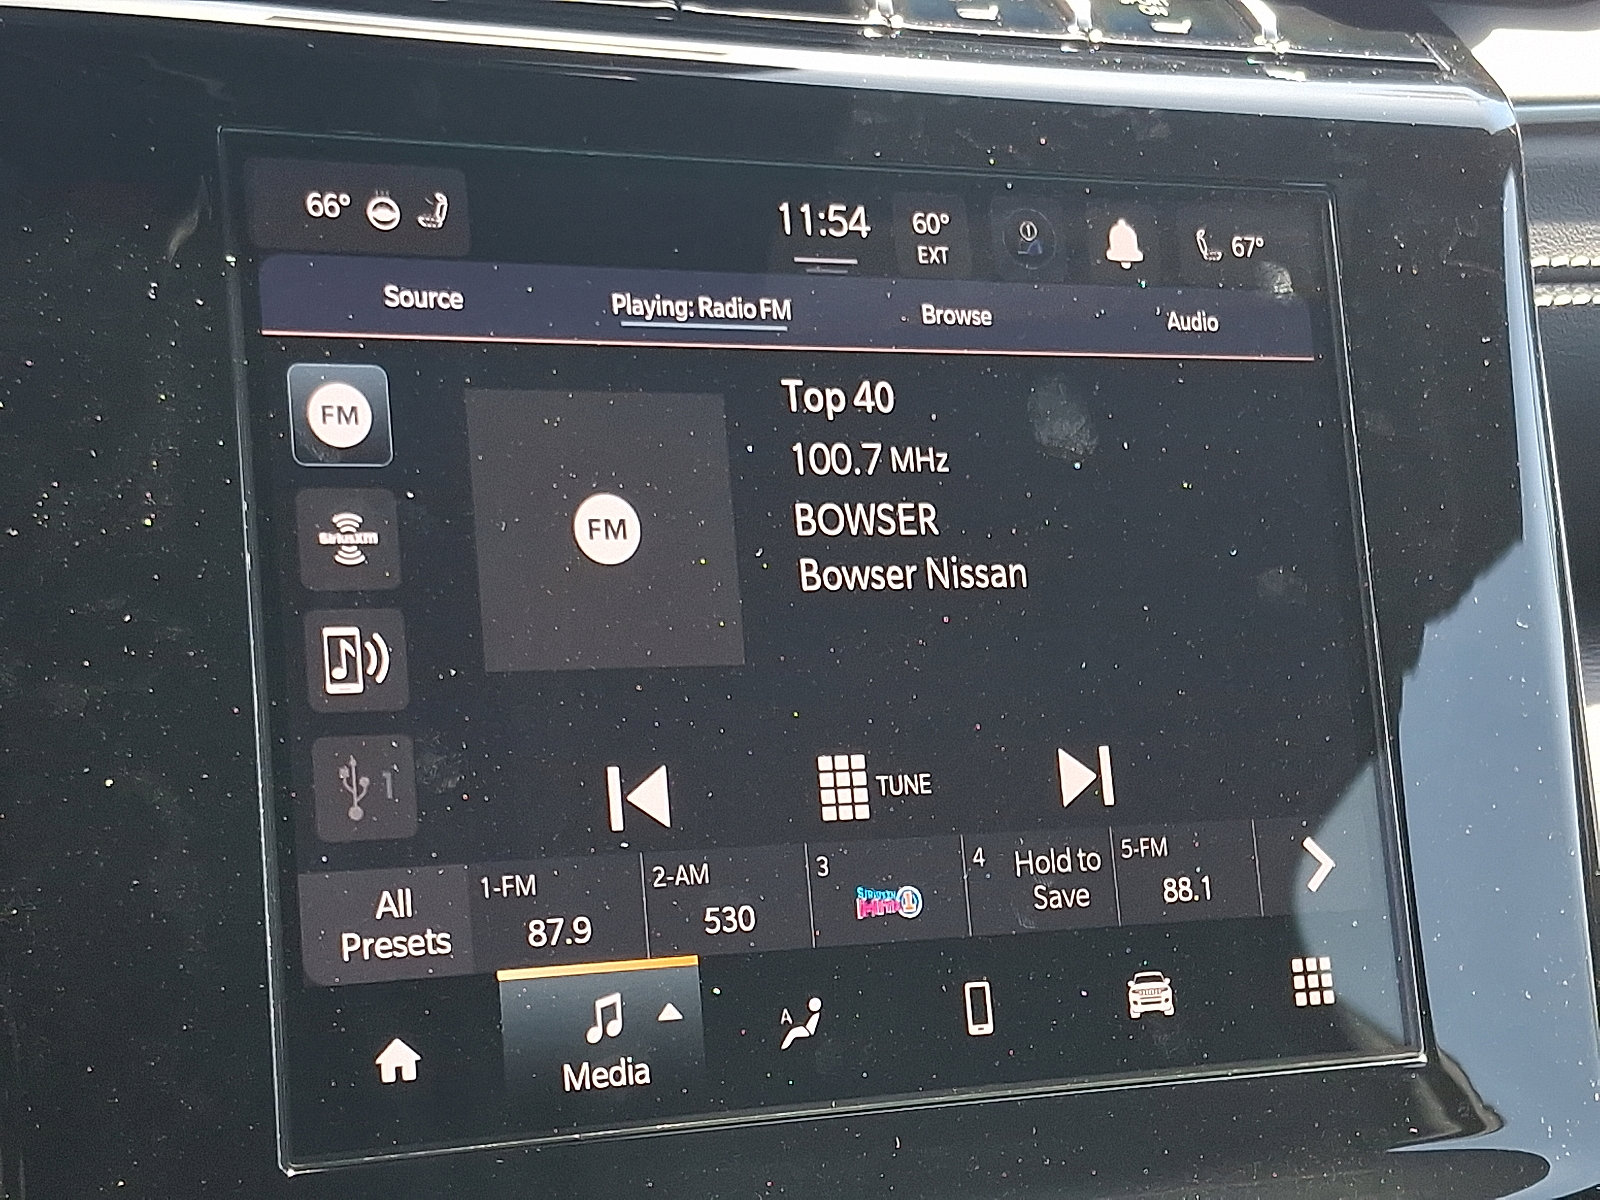 66°
11:54
60°
EXT
67°
Source
Playing: Radio FM
Browse
Audio
FM
SiriusXM
1
FM
Top 40
100.7 MHz
BOWSER
Bowser Nissan
TUNE
All
Presets
1-FM
87.9
2-AM
530
3
4
Hold to
Save
5-FM
88.1
A
Media